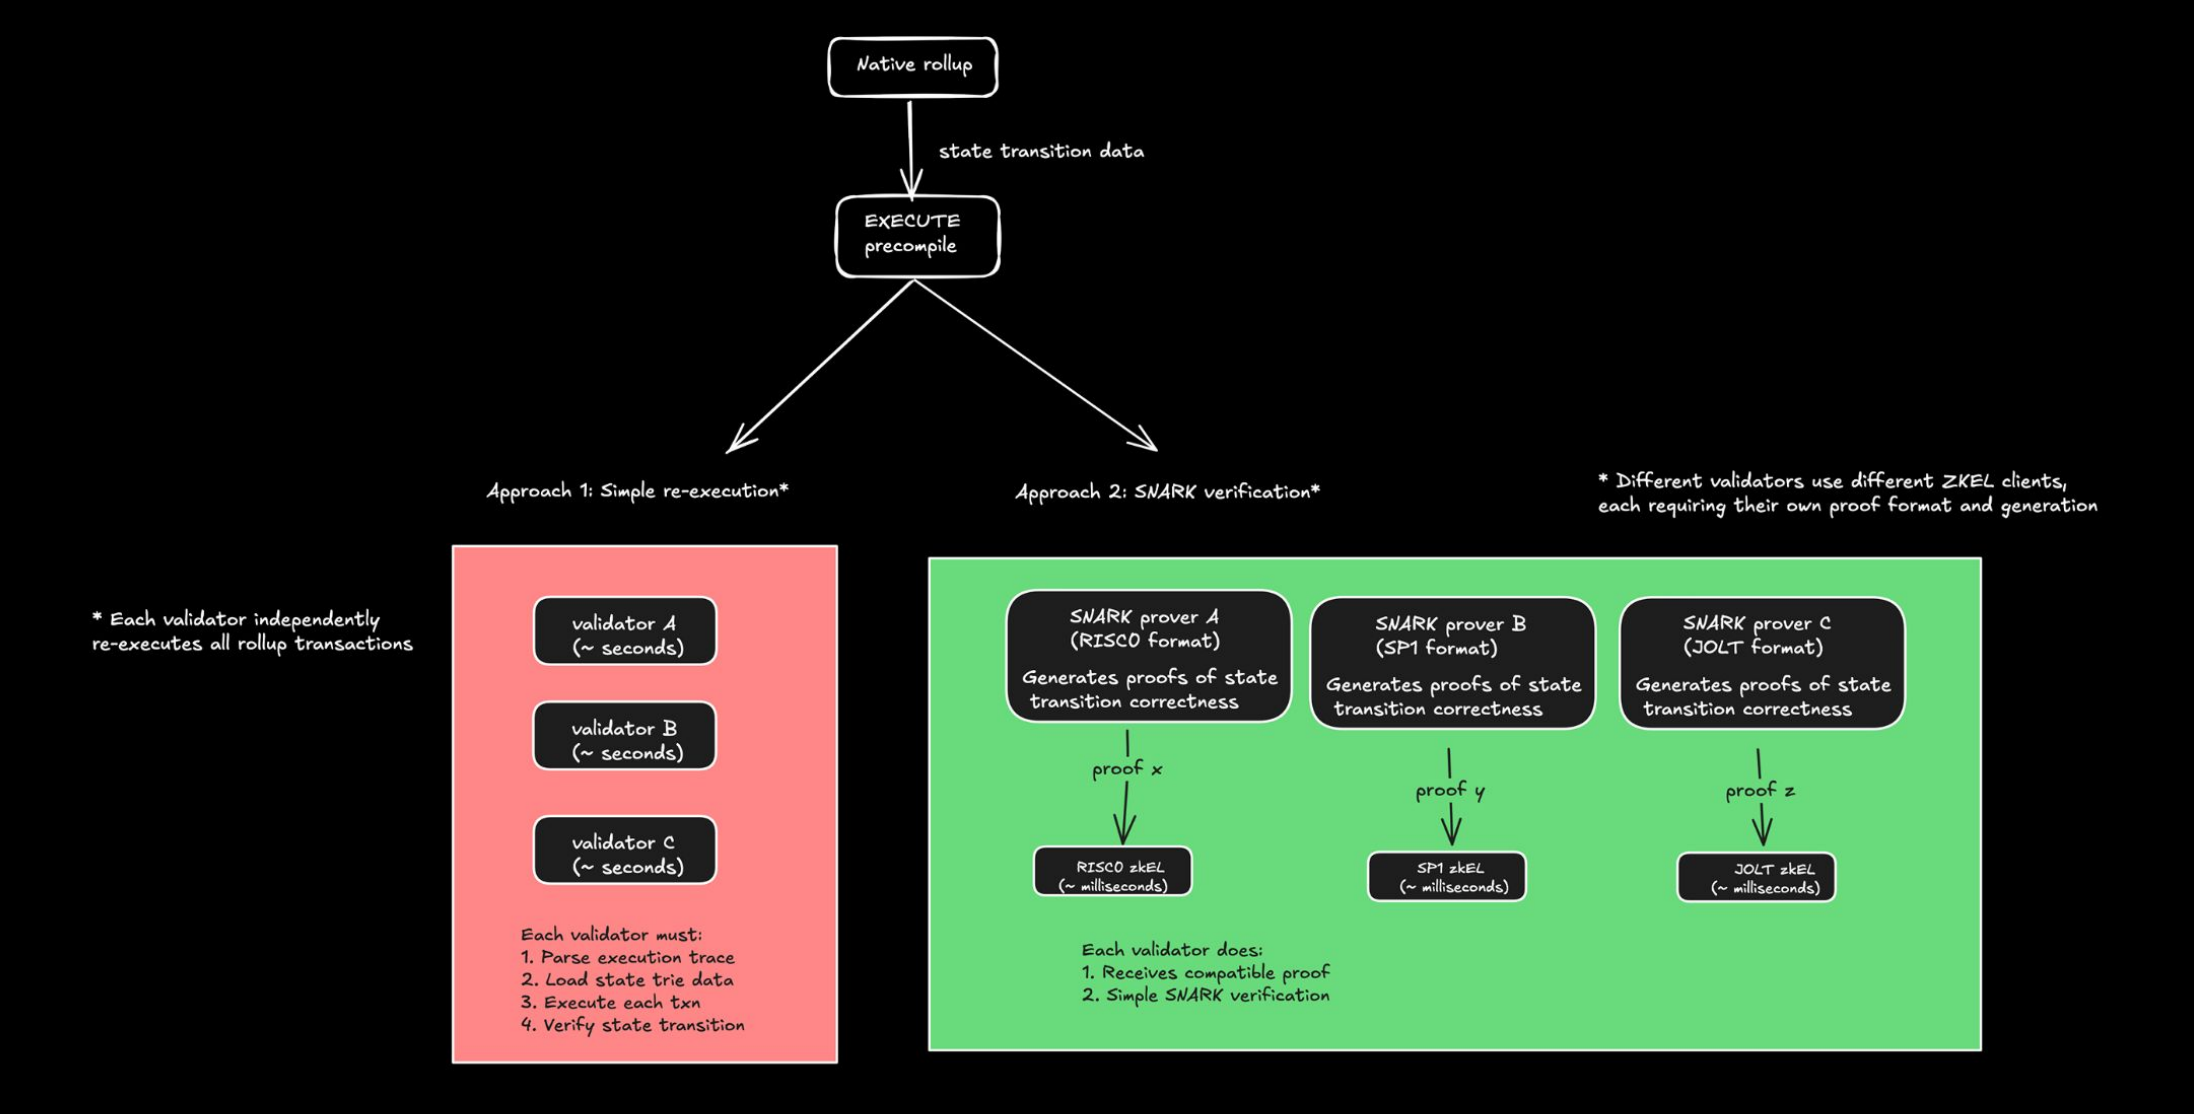 Native rollup
state transition data
EXECUTE
precompile
Approach 1: Simple re-execution*
Approach 2: SNARK verification*
* Different validators use different ZKEL clients,
each requiring their own proof format and generation
* Each validator independently
re-executes all rollup transactions
validator A
(~ seconds)
validator B
(~ seconds)
validator C
(~ seconds)
Each validator must:
1. Parse execution trace
2. Load state trie data
3. Execute each txn
4. Verify state transition
SNARK prover A
(RISC0 format)
Generates proofs of state
transition correctness
proof x
RISC0 zkEL
(~ milliseconds)
SNARK prover B
(SP1 format)
Generates proofs of state
transition correctness
proof y
SP1 zkEL
(~ milliseconds)
SNARK prover C
(JOLT format)
Generates proofs of state
transition correctness
proof z
JOLT zkEL
(~ milliseconds)
Each validator does:
1. Receives compatible proof
2. Simple SNARK verification